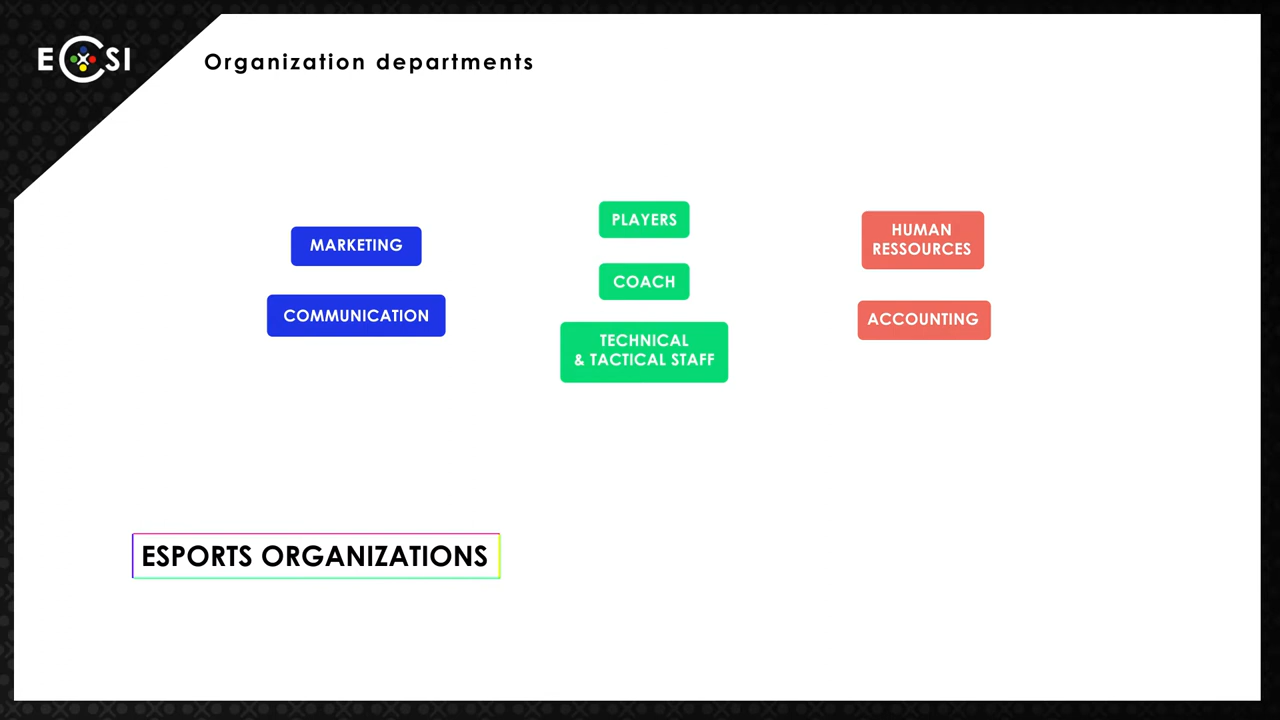 ECSI
Organization departments
MARKETING
COMMUNICATION
PLAYERS
COACH
TECHNICAL
& TACTICAL STAFF
HUMAN
RESSOURCES
ACCOUNTING
ESPORTS ORGANIZATIONS